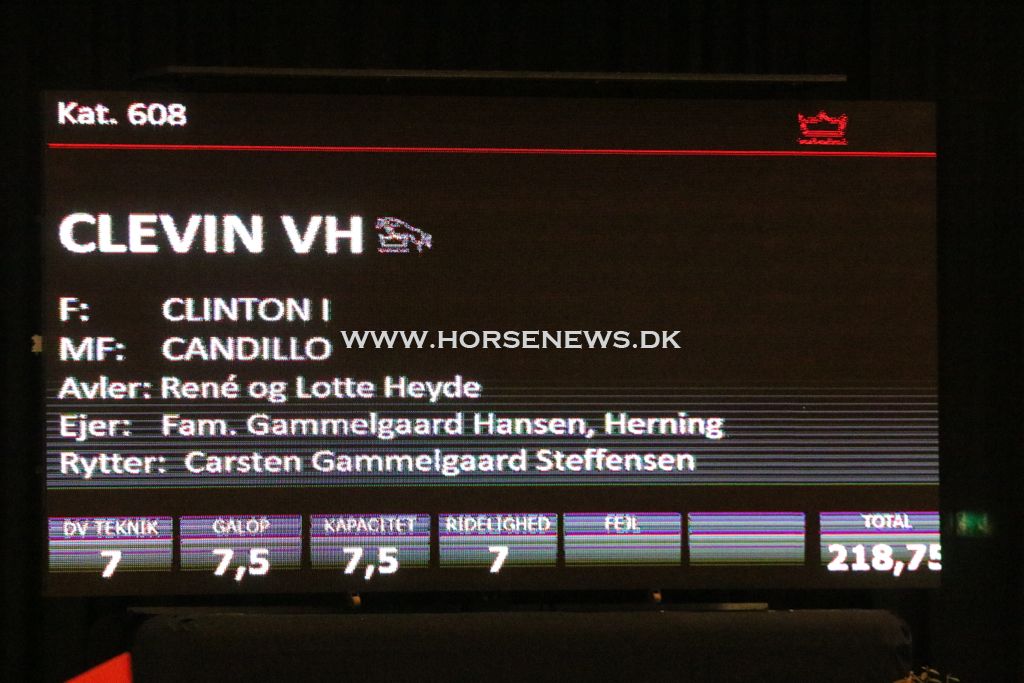 Kat. 608
CLEVIN VH
F: CLINTON I
WWW.HORSENEWS.DK
MF: CANDILLO
Avler: René og Lotte Heyde
Ejer: Fam. Gammelgaard Hansen, Herning
Rytter: Carsten Gammelgaard Steffensen
DV TEKNIK GALOP KAPACITET RIDELIGHED FEJL TOTAL
7 7,5 7,5 7 218,75